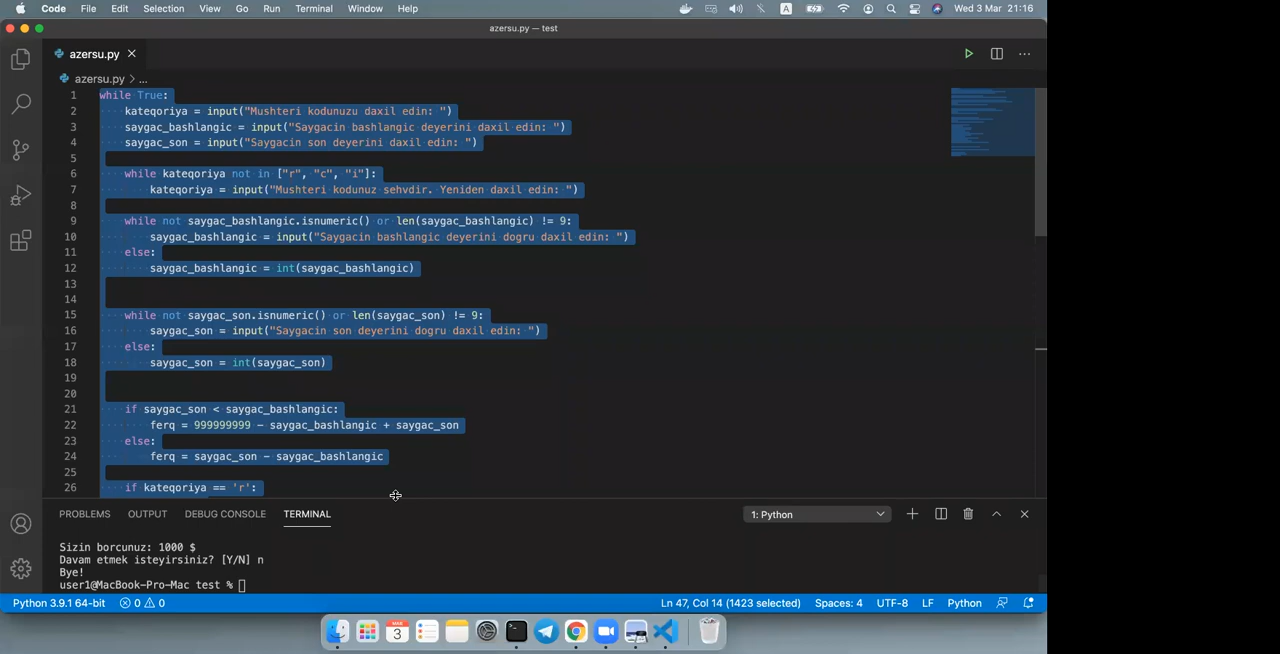 Code File Edit Selection View Go Run Terminal Window Help A Wed 3 Mar 21:16
azersu.py — test
azersu.py
azersu.py > ...
1 while True:
2 kateqoriya = input("Mushteri kodunuzu daxil edin: ")
3 saygac_bashlangic = input("Saygacin bashlangic deyerini daxil edin: ")
4 saygac_son = input("Saygacin son deyerini daxil edin: ")
5
6 while kateqoriya not in ["r", "c", "i"]:
7 kateqoriya = input("Mushteri kodunuz sehvdir. Yeniden daxil edin: ")
8
9 while not saygac_bashlangic.isnumeric() or len(saygac_bashlangic) != 9:
10 saygac_bashlangic = input("Saygacin bashlangic deyerini dogru daxil edin: ")
11 else:
12 saygac_bashlangic = int(saygac_bashlangic)
13
14
15 while not saygac_son.isnumeric() or len(saygac_son) != 9:
16 saygac_son = input("Saygacin son deyerini dogru daxil edin: ")
17 else:
18 saygac_son = int(saygac_son)
19
20
21 if saygac_son < saygac_bashlangic:
22 ferq = 999999999 - saygac_bashlangic + saygac_son
23 else:
24 ferq = saygac_son - saygac_bashlangic
25
26 if kateqoriya == 'r':
PROBLEMS OUTPUT DEBUG CONSOLE TERMINAL 1: Python
Sizin borcunuz: 1000 $
Davam etmek isteyirsiniz? [Y/N] n
Bye!
user1@MacBook-Pro-Mac test %
Python 3.9.1 64-bit 0 0 Ln 47, Col 14 (1423 selected) Spaces: 4 UTF-8 LF Python
MAR
3